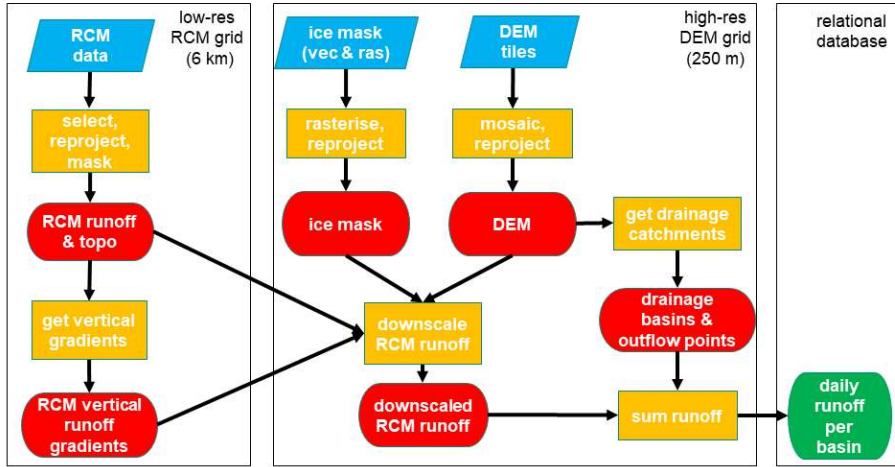 low-res
RCM grid
(6 km)
RCM
data
select,
reproject,
mask
RCM runoff
& topo
get vertical
gradients
RCM vertical
runoff
gradients
high-res
DEM grid
(250 m)
ice mask
(vec & ras)
DEM
tiles
rasterise,
reproject
mosaic,
reproject
ice mask
DEM
get drainage
catchments
downscale
RCM runoff
drainage
basins &
outflow points
downscaled
RCM runoff
sum runoff
relational
database
daily
runoff
per
basin